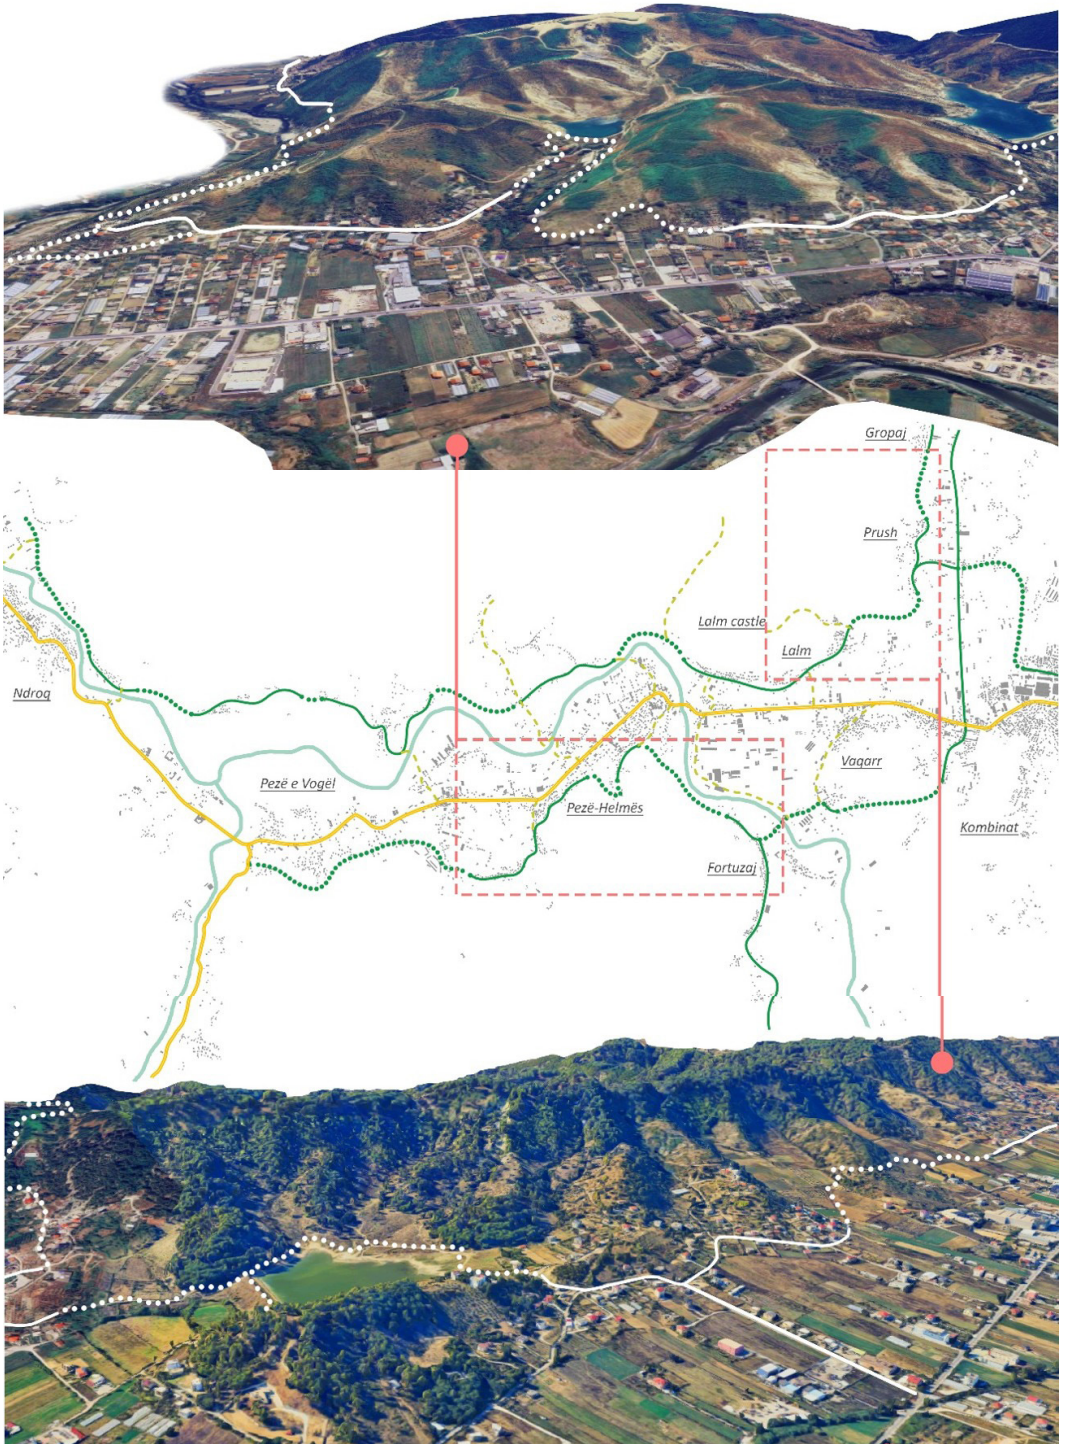 Gropaj
Prush
Lalm castle
Lalm
Ndroq
Vaqarr
Pezë e Vogël
Pezë-Helmës
Kombinat
Fortuzaj